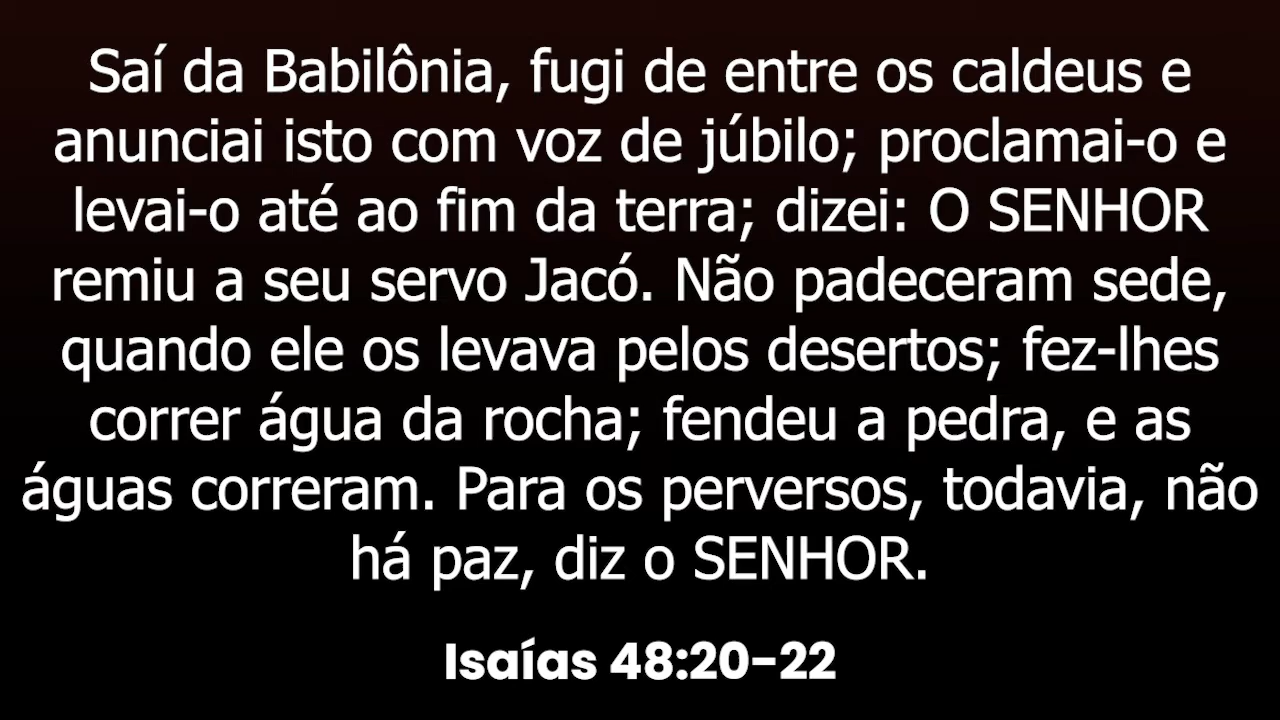 Saí da Babilônia, fugi de entre os caldeus e
anunciai isto com voz de júbilo; proclamai-o e
levai-o até ao fim da terra; dizei: O SENHOR
remiu a seu servo Jacó. Não padeceram sede,
quando ele os levava pelos desertos; fez-lhes
correr água da rocha; fendeu a pedra, e as
águas correram. Para os perversos, todavia, não
há paz, diz o SENHOR.
Isaías 48:20-22